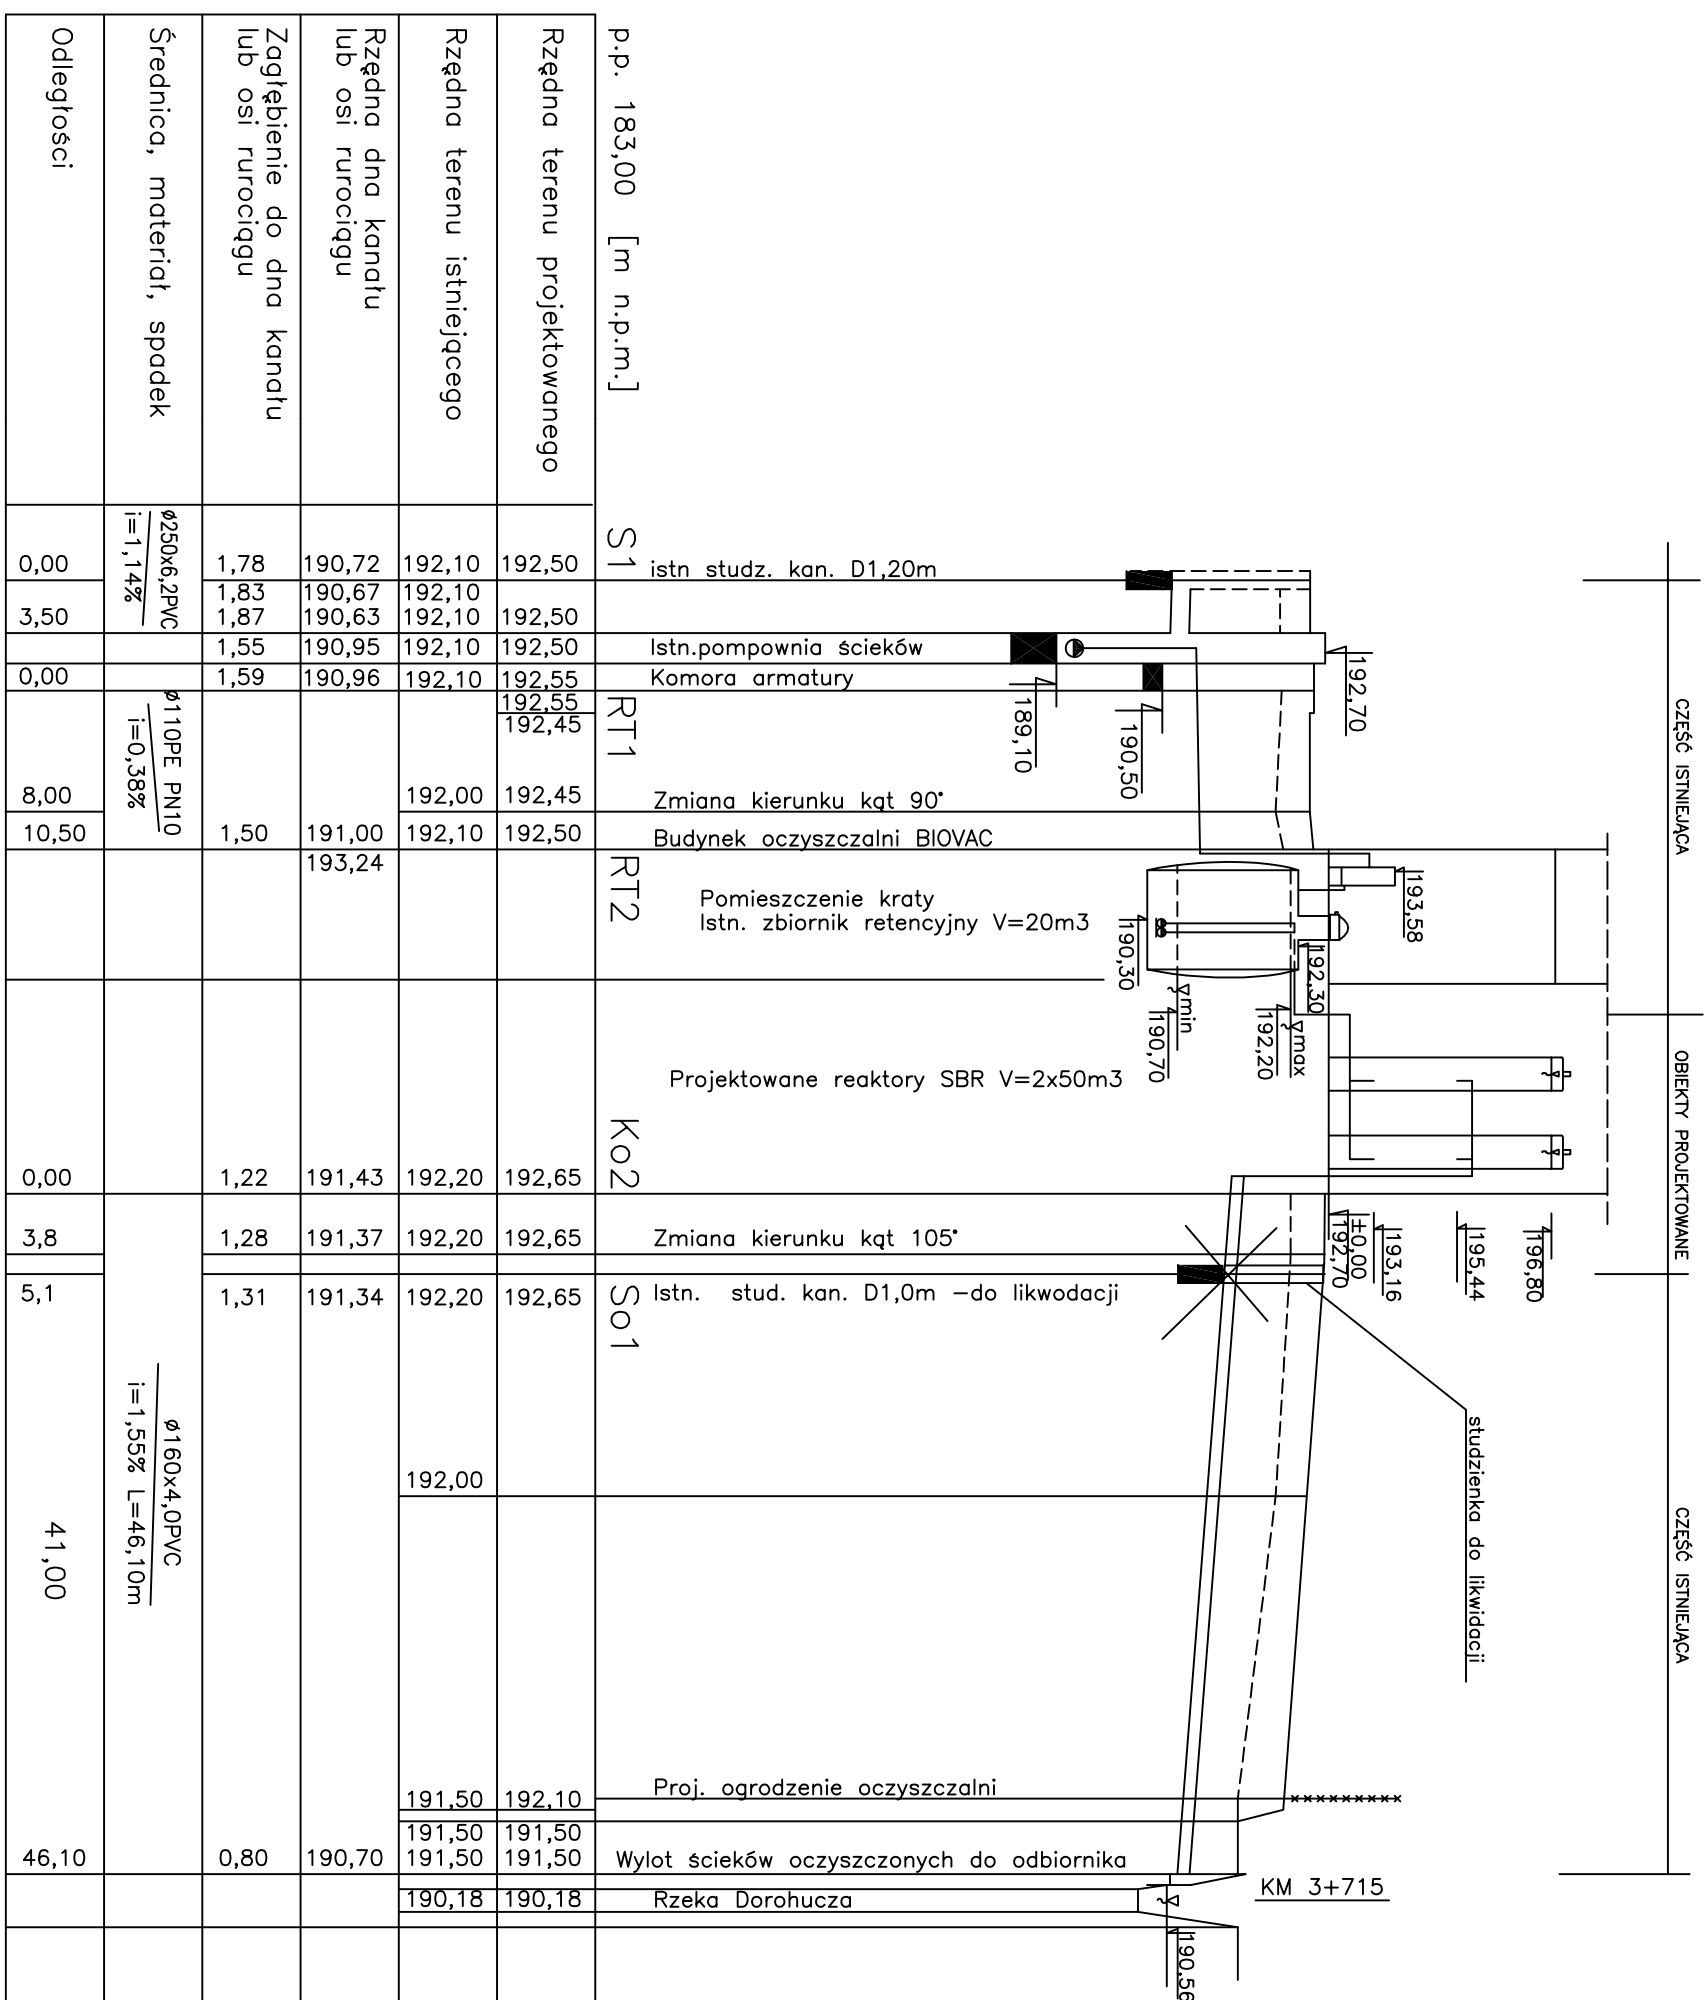 p.p. 183,00 [m n.p.m.]
Rzędna terenu projektowanego
Rzędna terenu istniejącego
Rzędna dna kanału
lub osi rurociągu
Zagłębienie do dna kanału
lub osi rurociągu
Średnica, materiał, spadek
Odległości
CZĘŚĆ ISTNIEJĄCA
OBIEKTY PROJEKTOWANE
CZĘŚĆ ISTNIEJĄCA
S1
RT1
RT2
Ko2
So1
0,00 1,78 190,72 192,10 192,50 istn studz. kan. D1,20m
1,83 190,67 192,10
3,50 1,87 190,63 192,10 192,50
1,55 190,95 192,10 192,50 Istn.pompownia ścieków
0,00 1,59 190,96 192,10 192,55 Komora armatury
192,55
192,45
8,00 192,00 192,45 Zmiana kierunku kąt 90°
10,50 1,50 191,00 192,10 192,50 Budynek oczyszczalni BIOVAC
193,24
Pomieszczenie kraty
Istn. zbiornik retencyjny V=20m3
Projektowane reaktory SBR V=2x50m3
0,00 1,22 191,43 192,20 192,65
3,8 1,28 191,37 192,20 192,65 Zmiana kierunku kąt 105°
5,1 1,31 191,34 192,20 192,65 Istn. stud. kan. D1,0m -do likwodacji
192,00
41,00
191,50 192,10 Proj. ogrodzenie oczyszczalni
191,50 191,50
46,10 0,80 190,70 191,50 191,50 Wylot ścieków oczyszczonych do odbiornika
190,18 190,18 Rzeka Dorohucza
ø250x6,2PVC
i=1,14%
ø110PE PN10
i=0,38%
ø160x4,0PVC
i=1,55% L=46,10m
192,70
189,10
190,50
193,58
190,30
192,30
min
190,70
max
192,20
±0,00
192,70
193,16
195,44
196,80
studzienka do likwidacji
KM 3+715
190,56